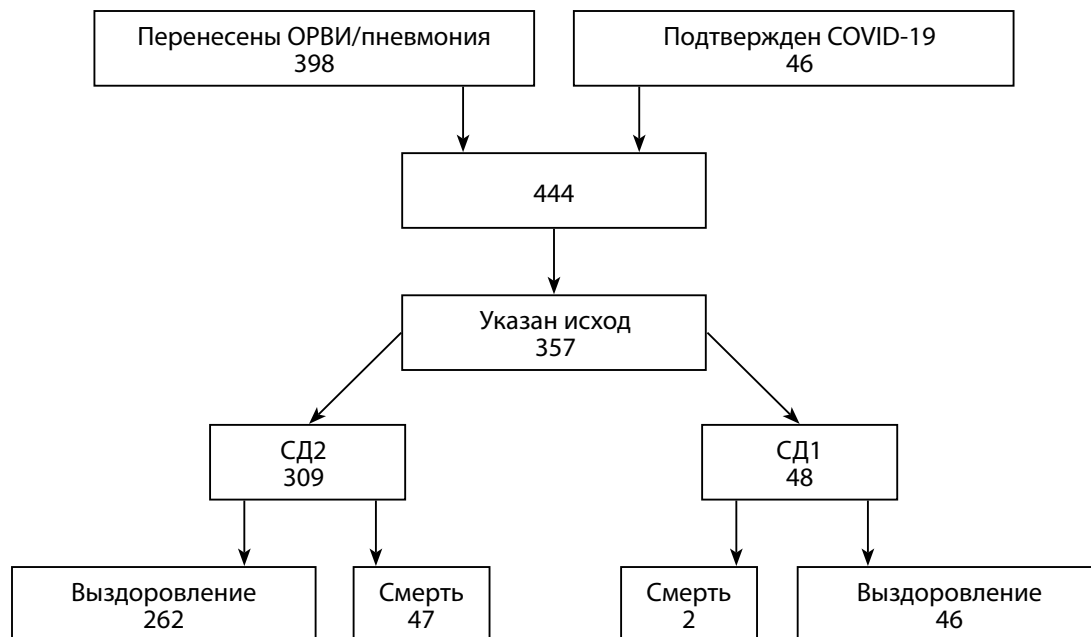 Перенесены ОРВИ/пневмония
398
Подтвержден COVID-19
46
444
Указан исход
357
СД2
309
СД1
48
Выздоровление
262
Смерть
47
Смерть
2
Выздоровление
46